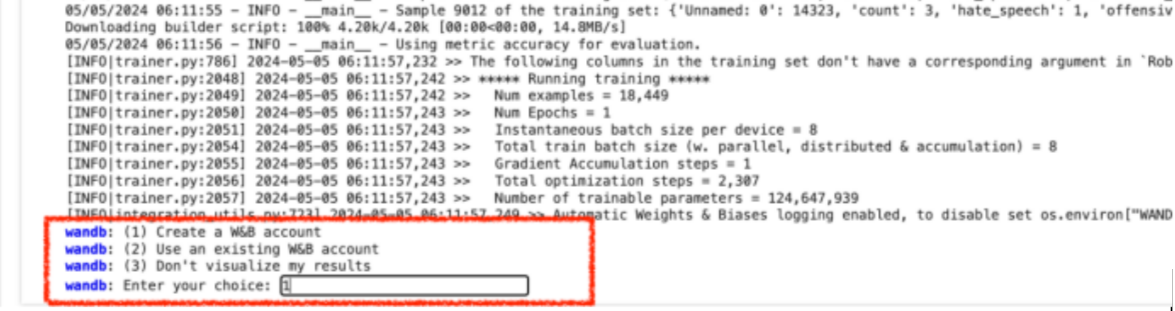 05/05/2024 06:11:55 - INFO - __main__ - Sample 9012 of the training set: {'Unnamed: 0': 14323, 'count': 3, 'hate_speech': 1, 'offensiv
Downloading builder script: 100% 4.20k/4.20k [00:00<00:00, 14.8MB/s]
05/05/2024 06:11:56 - INFO - __main__ - Using metric accuracy for evaluation.
[INFO|trainer.py:786] 2024-05-05 06:11:57,232 >> The following columns in the training set don't have a corresponding argument in `Rob
[INFO|trainer.py:2048] 2024-05-05 06:11:57,242 >> ***** Running training *****
[INFO|trainer.py:2049] 2024-05-05 06:11:57,242 >>   Num examples = 18,449
[INFO|trainer.py:2050] 2024-05-05 06:11:57,243 >>   Num Epochs = 1
[INFO|trainer.py:2051] 2024-05-05 06:11:57,243 >>   Instantaneous batch size per device = 8
[INFO|trainer.py:2054] 2024-05-05 06:11:57,243 >>   Total train batch size (w. parallel, distributed & accumulation) = 8
[INFO|trainer.py:2055] 2024-05-05 06:11:57,243 >>   Gradient Accumulation steps = 1
[INFO|trainer.py:2056] 2024-05-05 06:11:57,243 >>   Total optimization steps = 2,307
[INFO|trainer.py:2057] 2024-05-05 06:11:57,243 >>   Number of trainable parameters = 124,647,939
[INFO|integration_utils.py:723] 2024-05-05 06:11:57,249 >> Automatic Weights & Biases logging enabled, to disable set os.environ["WAND
wandb: (1) Create a W&B account
wandb: (2) Use an existing W&B account
wandb: (3) Don't visualize my results
wandb: Enter your choice: 1